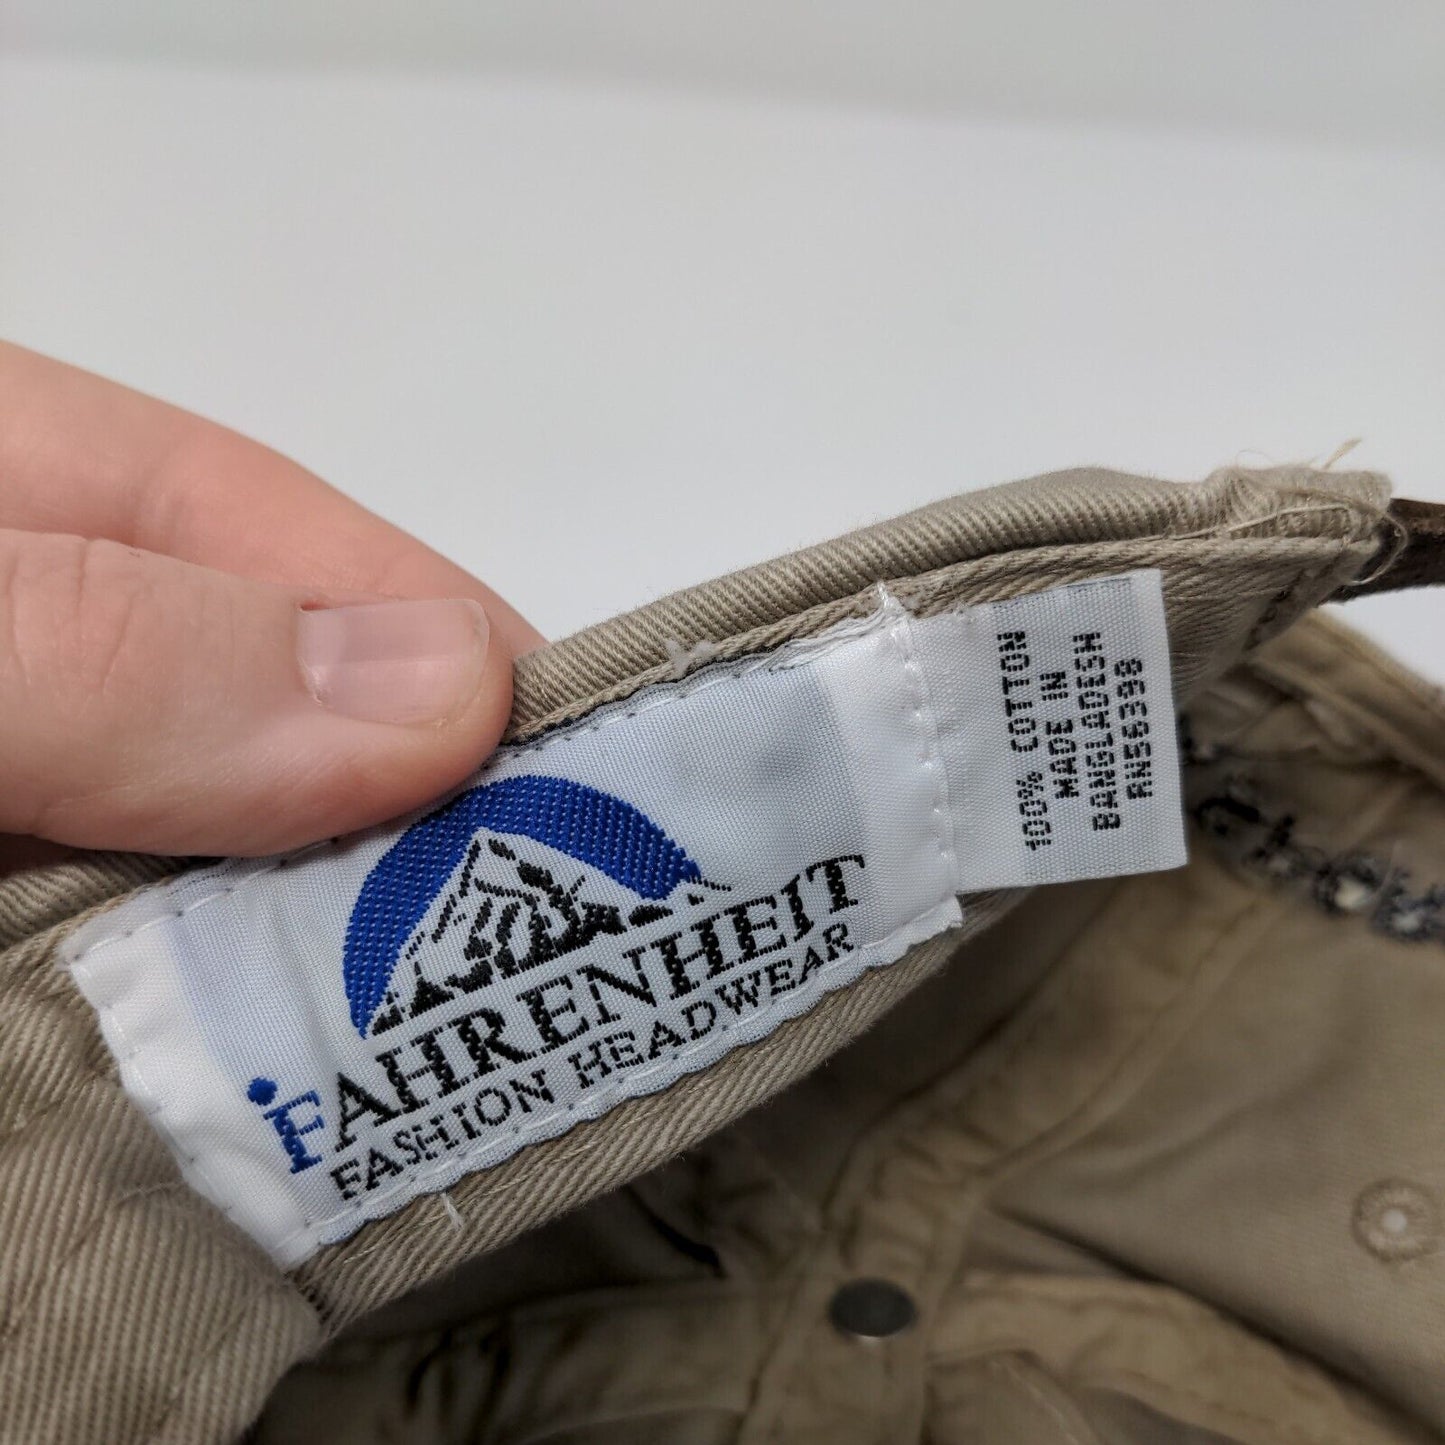 °FAHRENHEIT
FASHION HEADWEAR
100% COTTON
MADE IN
BANGLADESH
RN56398